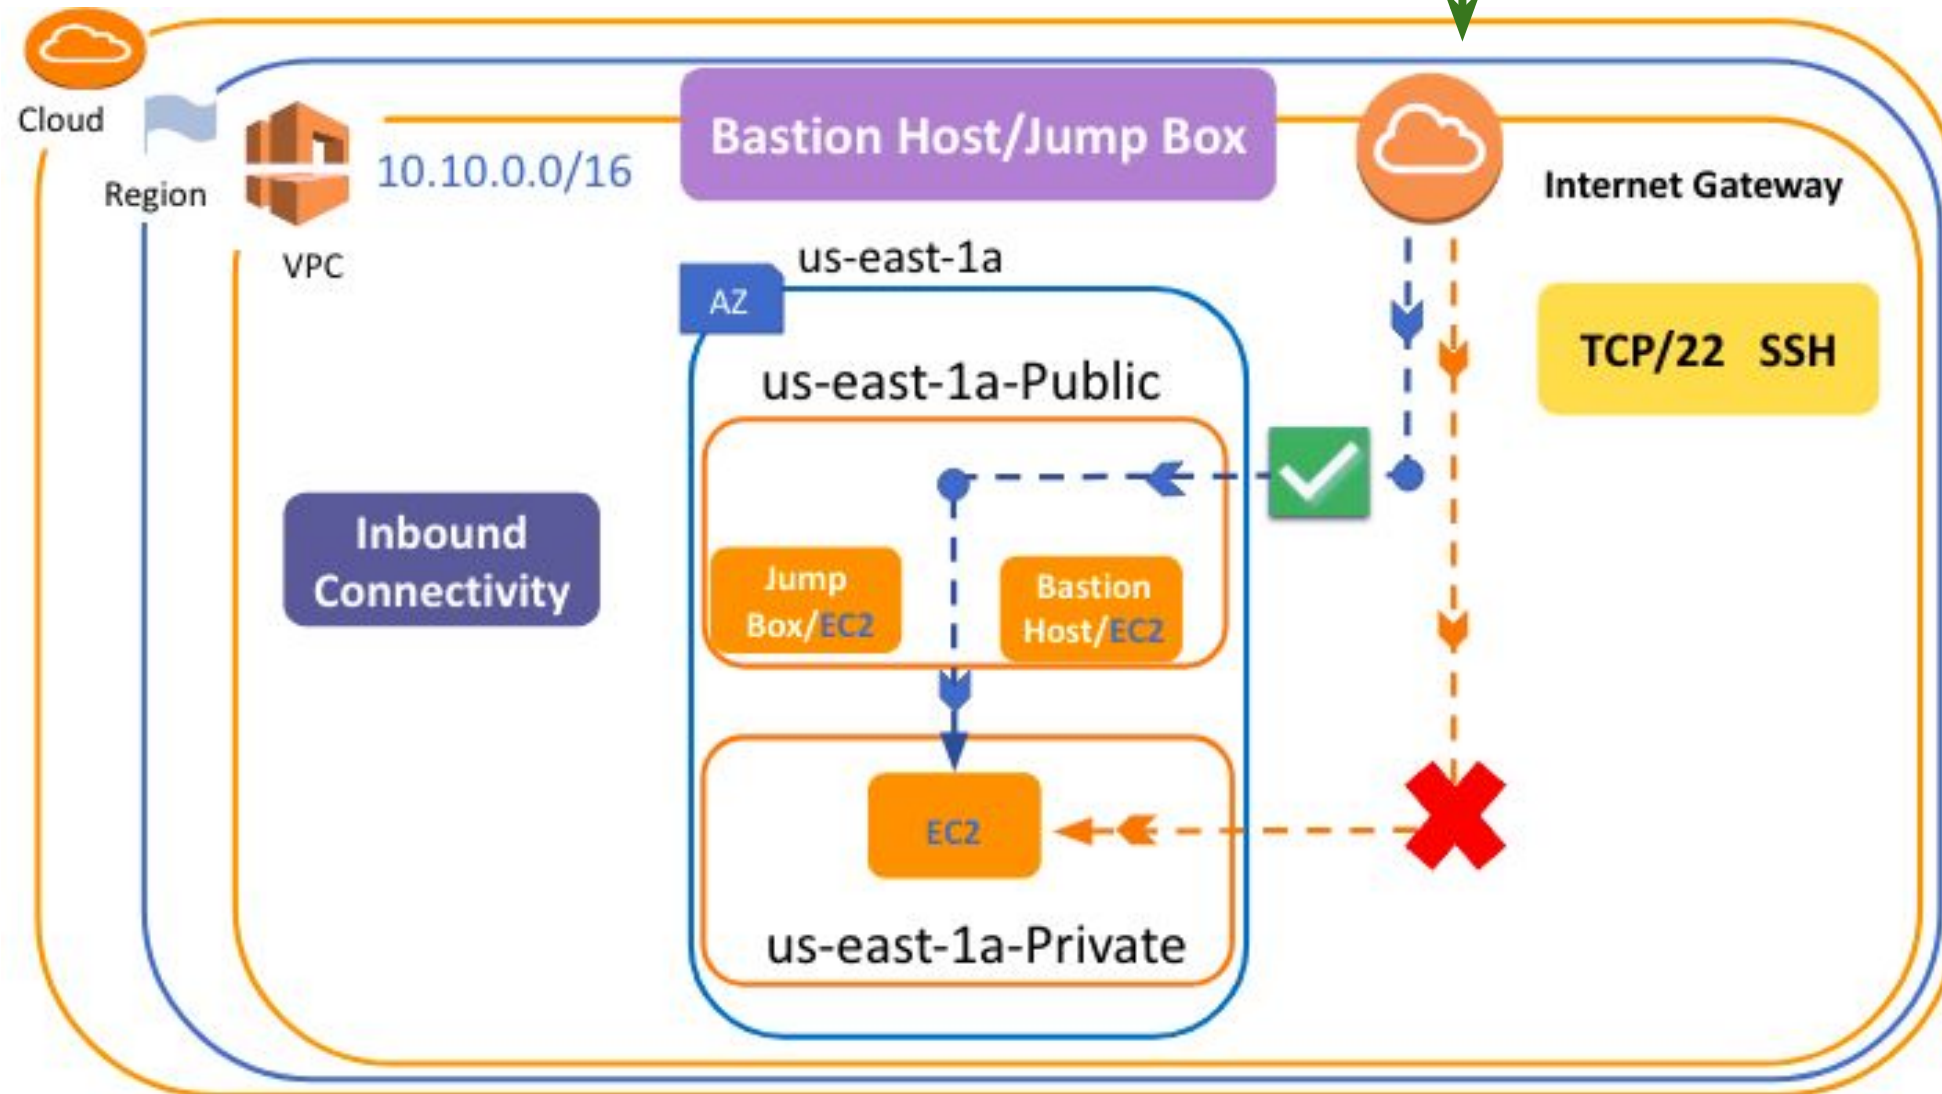 Cloud
Region
VPC
10.10.0.0/16
Bastion Host/Jump Box
Internet Gateway
TCP/22 SSH
us-east-1a
AZ
us-east-1a-Public
Inbound
Connectivity
Jump
Box/EC2
Bastion
Host/EC2
EC2
us-east-1a-Private